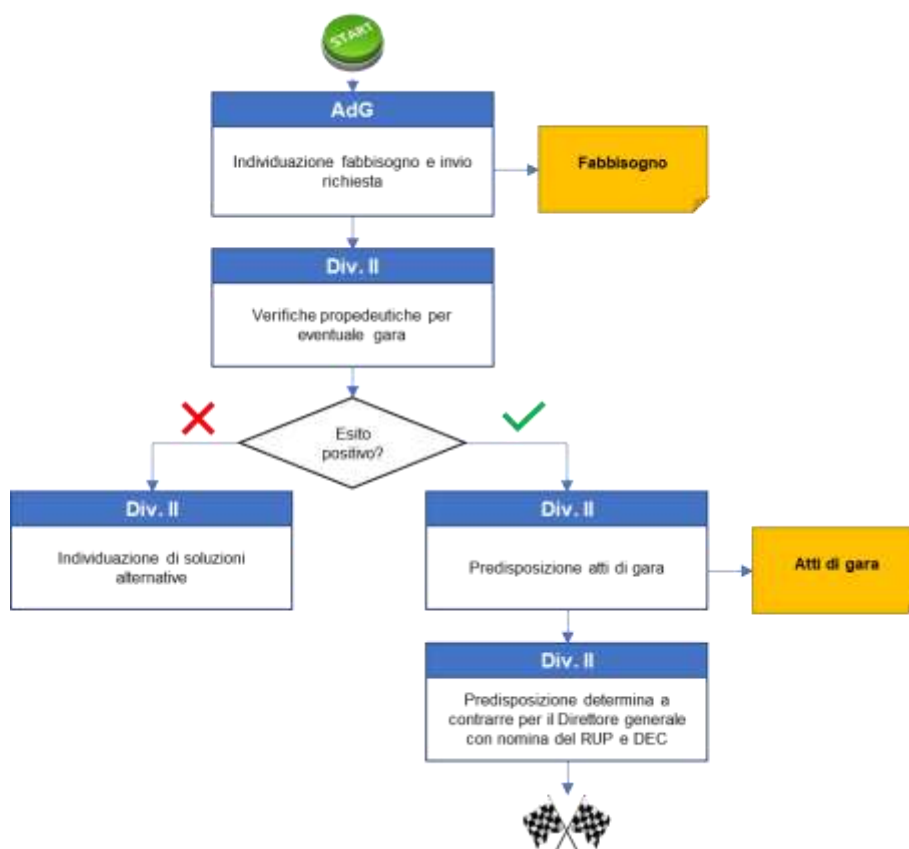 START
AdG
Individuazione fabbisogno e invio
richiesta
Fabbisogno
Div. II
Verifiche propedeutiche per
eventuale gara
Esito
positivo?
Div. II
Individuazione di soluzioni
alternative
Div. II
Predisposizione atti di gara
Atti di gara
Div. II
Predisposizione determina a
contrarre per il Direttore generale
con nomina del RUP e DEC